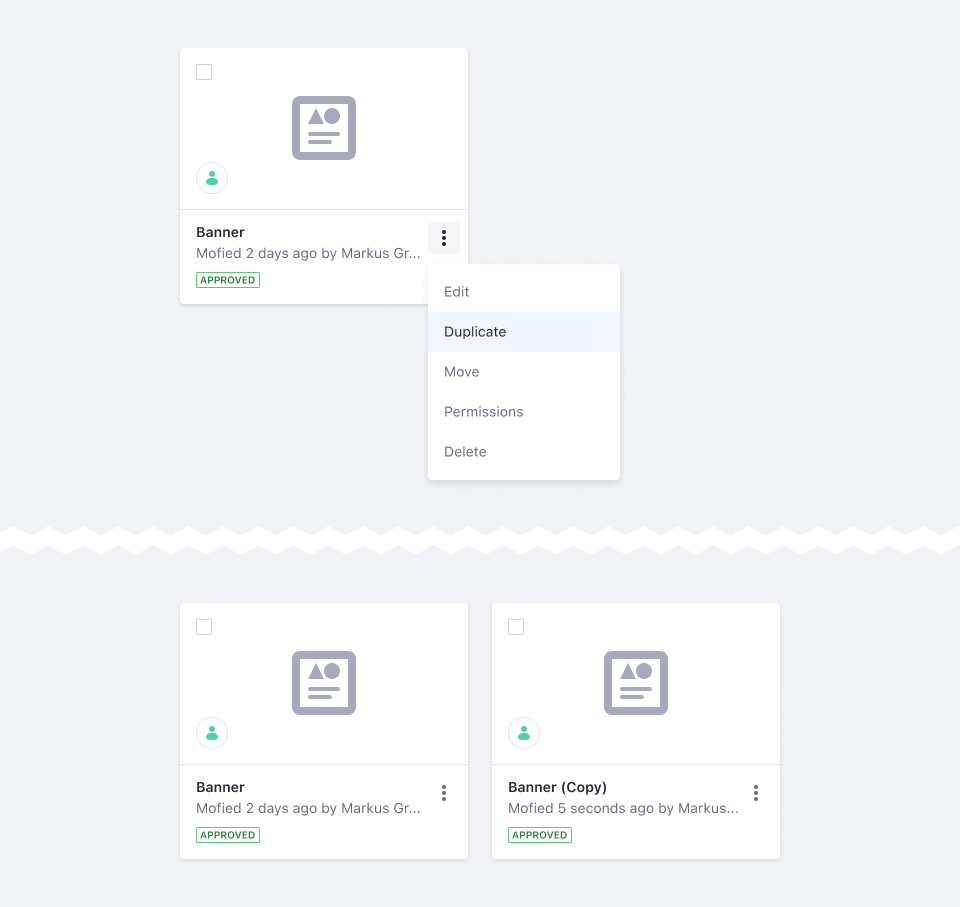 Banner
Mofied 2 days ago by Markus Gr...
APPROVED
Edit
Duplicate
Move
Permissions
Delete
Banner
Mofied 2 days ago by Markus Gr...
APPROVED
Banner (Copy)
Mofied 5 seconds ago by Markus...
APPROVED